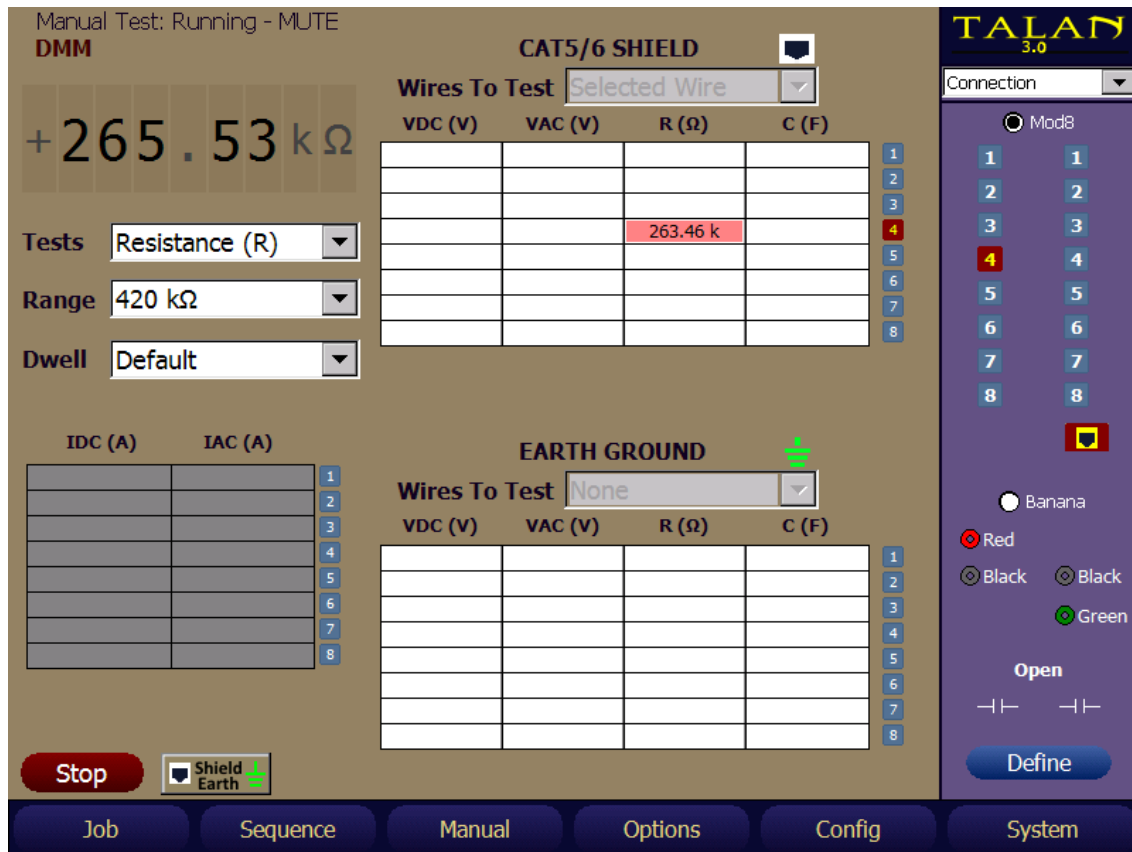 Manual Test: Running - MUTE
DMM
+265.53 kΩ
Tests Resistance (R)
Range 420 kΩ
Dwell Default
CAT5/6 SHIELD
Wires To Test Selected Wire
VDC (V) VAC (V) R (Ω) C (F)
1
2
3
263.46 k 4
5
6
7
8
IDC (A) IAC (A)
1
2
3
4
5
6
7
8
EARTH GROUND
Wires To Test None
VDC (V) VAC (V) R (Ω) C (F)
1
2
3
4
5
6
7
8
Stop
Shield
Earth
TALAN
3.0
Connection
Mod8
1 1
2 2
3 3
4 4
5 5
6 6
7 7
8 8
Banana
Red
Black Black
Green
Open
Define
Job Sequence Manual Options Config System